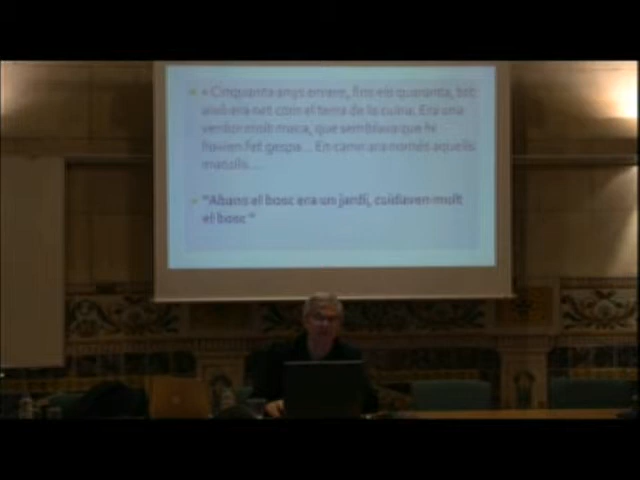 « Cinquanta anys enrere, fins els quaranta, tot
això era net com el terra de la cuina. Era una
verdor molt maca, que semblava que hi
havien fet gespa... En canvi ara només aquells
matolls...
"Abans el bosc era un jardí, cuidaven molt
el bosc"